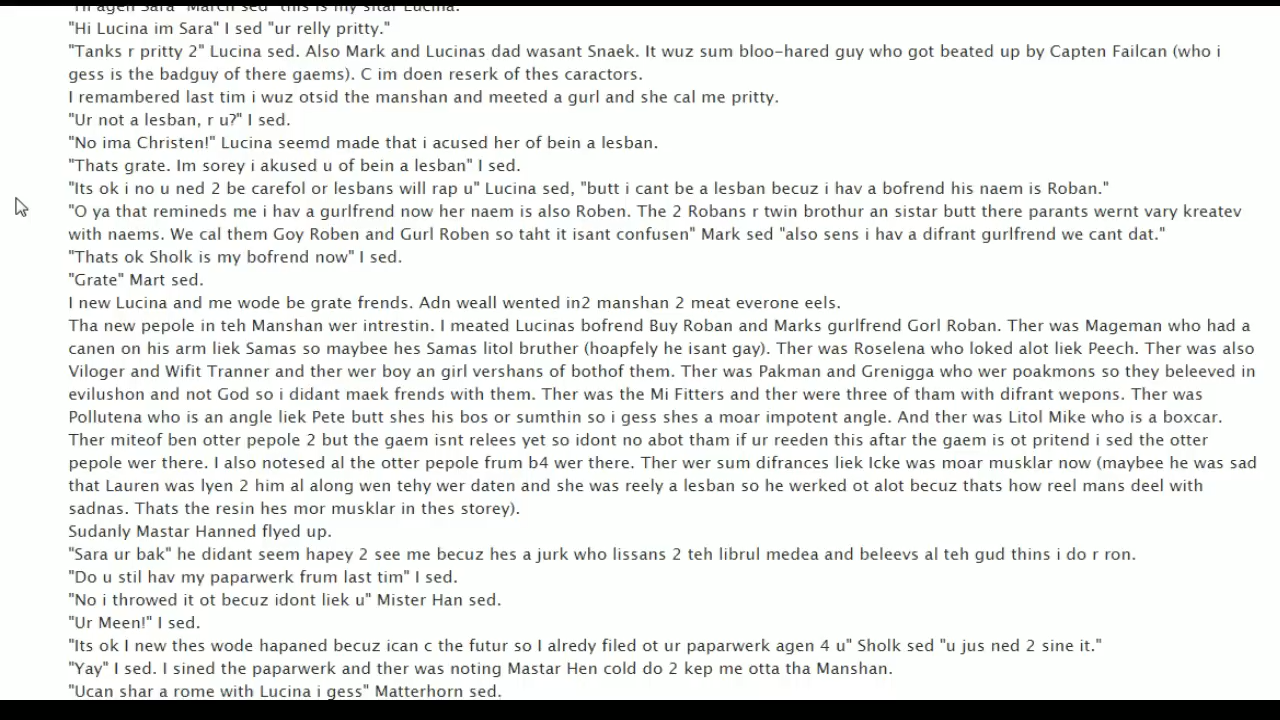 "Hi agen Sara" March sed "this is my sitar Lucina."
"Hi Lucina im Sara" I sed "ur relly pritty."
"Tanks r pritty 2" Lucina sed. Also Mark and Lucinas dad wasant Snaek. It wuz sum bloo-hared guy who got beated up by Capten Failcan (who i
gess is the badguy of there gaems). C im doen reserk of thes caractors.
I remambered last tim i wuz otsid the manshan and meeted a gurl and she cal me pritty.
"Ur not a lesban, r u?" I sed.
"No ima Christen!" Lucina seemd made that i acused her of bein a lesban.
"Thats grate. Im sorey i akused u of bein a lesban" I sed.
"Its ok i no u ned 2 be carefol or lesbans will rap u" Lucina sed, "butt i cant be a lesban becuz i hav a bofrend his naem is Roban."
"O ya that remineds me i hav a gurlfrend now her naem is also Roben. The 2 Robans r twin brothur an sistar butt there parants wernt vary kreatev
with naems. We cal them Goy Roben and Gurl Roben so taht it isant confusen" Mark sed "also sens i hav a difrant gurlfrend we cant dat."
"Thats ok Sholk is my bofrend now" I sed.
"Grate" Mart sed.
I new Lucina and me wode be grate frends. Adn weall wented in2 manshan 2 meat everone eels.
Tha new pepole in teh Manshan wer intrestin. I meated Lucinas bofrend Buy Roban and Marks gurlfrend Gorl Roban. Ther was Mageman who had a
canen on his arm liek Samas so maybee hes Samas litol bruther (hoapfely he isant gay). Ther was Roselena who loked alot liek Peech. Ther was also
Viloger and Wifit Tranner and ther wer boy an girl vershans of bothof them. Ther was Pakman and Grenigga who wer poakmons so they beleeved in
evilushon and not God so i didant maek frends with them. Ther was the Mi Fitters and ther were three of tham with difrant wepons. Ther was
Pollutena who is an angle liek Pete butt shes his bos or sumthin so i gess shes a moar impotent angle. And ther was Litol Mike who is a boxcar.
Ther miteof ben otter pepole 2 but the gaem isnt relees yet so idont no abot tham if ur reeden this aftar the gaem is ot pritend i sed the otter
pepole wer there. I also notesed al the otter pepole frum b4 wer there. Ther wer sum difrances liek Icke was moar musklar now (maybee he was sad
that Lauren was lyen 2 him al along wen tehy wer daten and she was reely a lesban so he werked ot alot becuz thats how reel mans deel with
sadnas. Thats the resin hes mor musklar in thes storey).
Sudanly Mastar Hanned flyed up.
"Sara ur bak" he didant seem hapey 2 see me becuz hes a jurk who lissans 2 teh librul medea and beleevs al teh gud thins i do r ron.
"Do u stil hav my paparwerk frum last tim" I sed.
"No i throwed it ot becuz idont liek u" Mister Han sed.
"Ur Meen!" I sed.
"Its ok I new thes wode hapaned becuz ican c the futur so I alredy filed ot ur paparwerk agen 4 u" Sholk sed "u jus ned 2 sine it."
"Yay" I sed. I sined the paparwerk and ther was noting Mastar Hen cold do 2 kep me otta tha Manshan.
"Ucan shar a rome with Lucina i gess" Matterhorn sed.